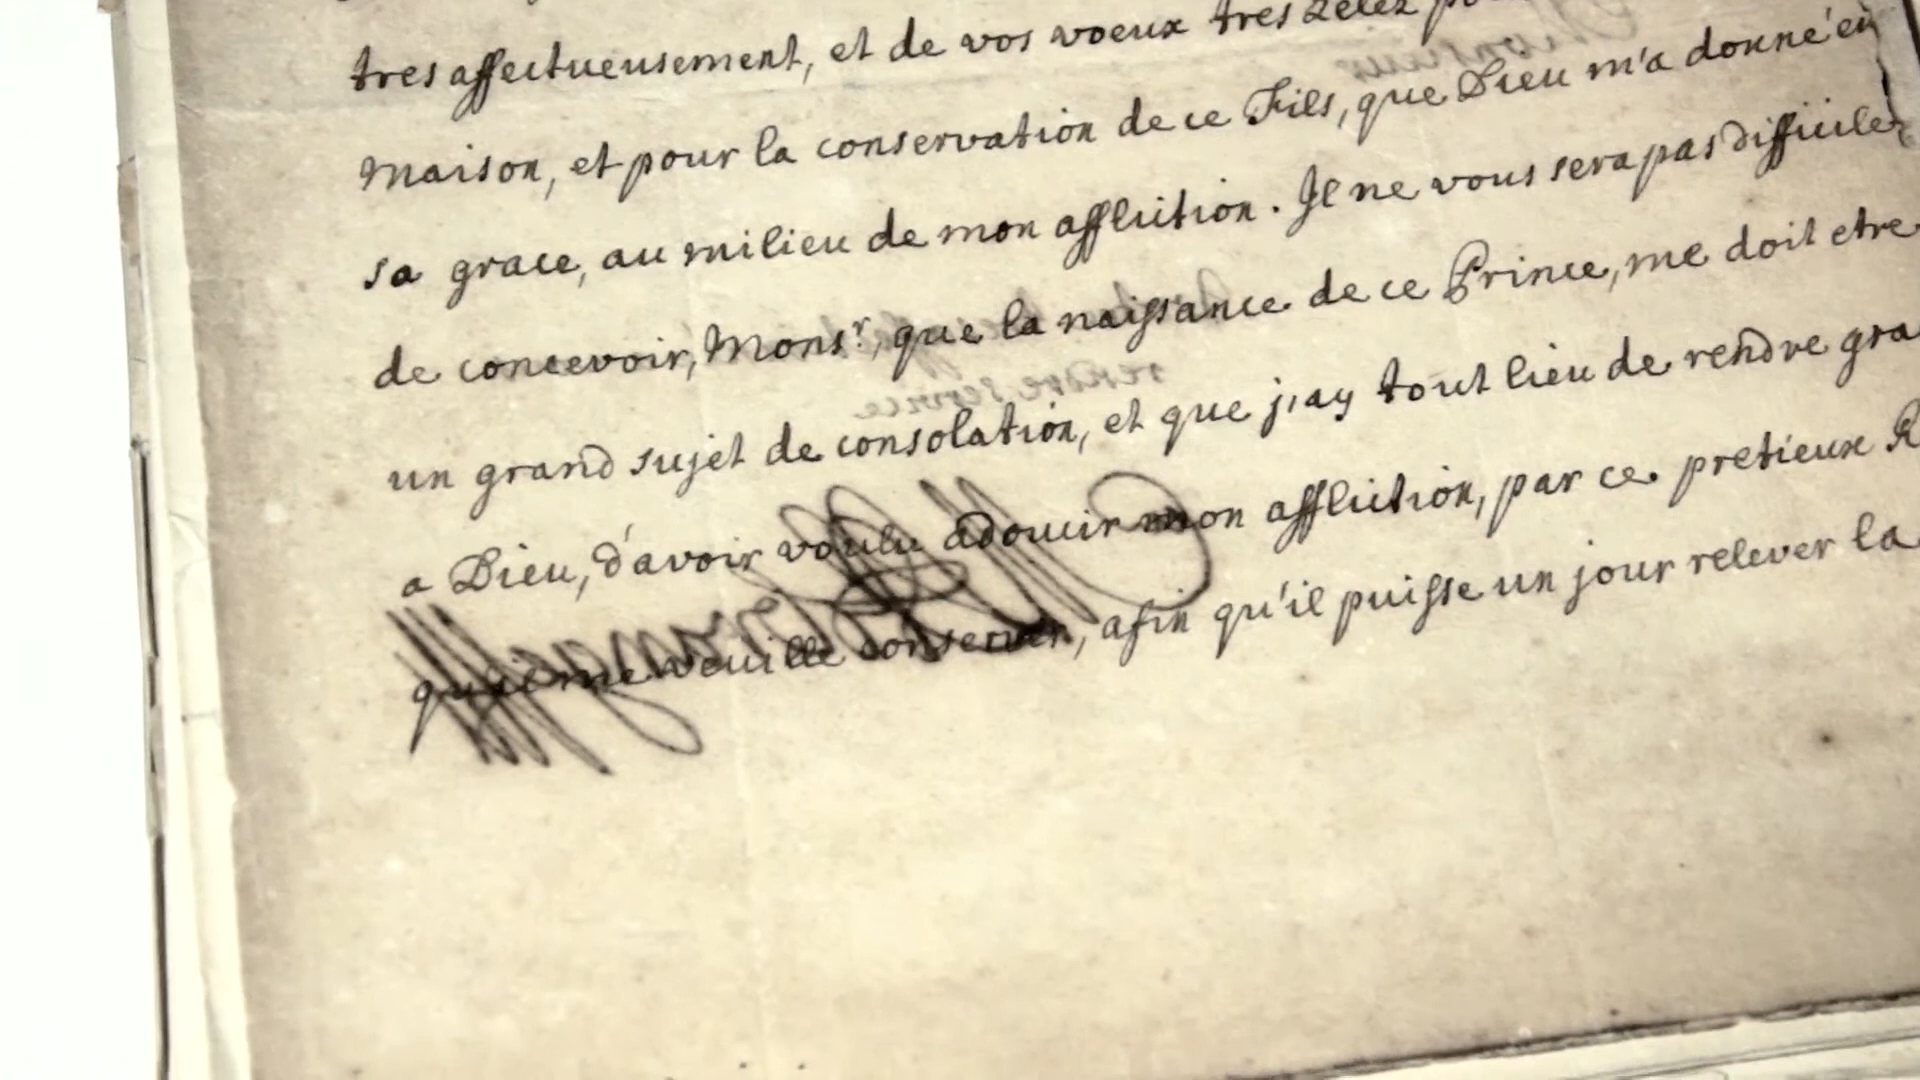 tres affectueusement, et de vos voeux tres zelez
maison, et pour la conservation de ce Fils, que Dieu m'a donné en
sa grace, au milieu de mon affliction. Il ne vous sera pas difficile
de concevoir, Mons.r, que la naissance de ce Prince, me doit etre
un grand sujet de consolation, et que j'ay tout lieu de rendre gra
a Dieu, d'avoir voulu adoucir mon affliction, par ce pretieux
qu'il me veuille conserver, afin qu'il puisse un jour relever la